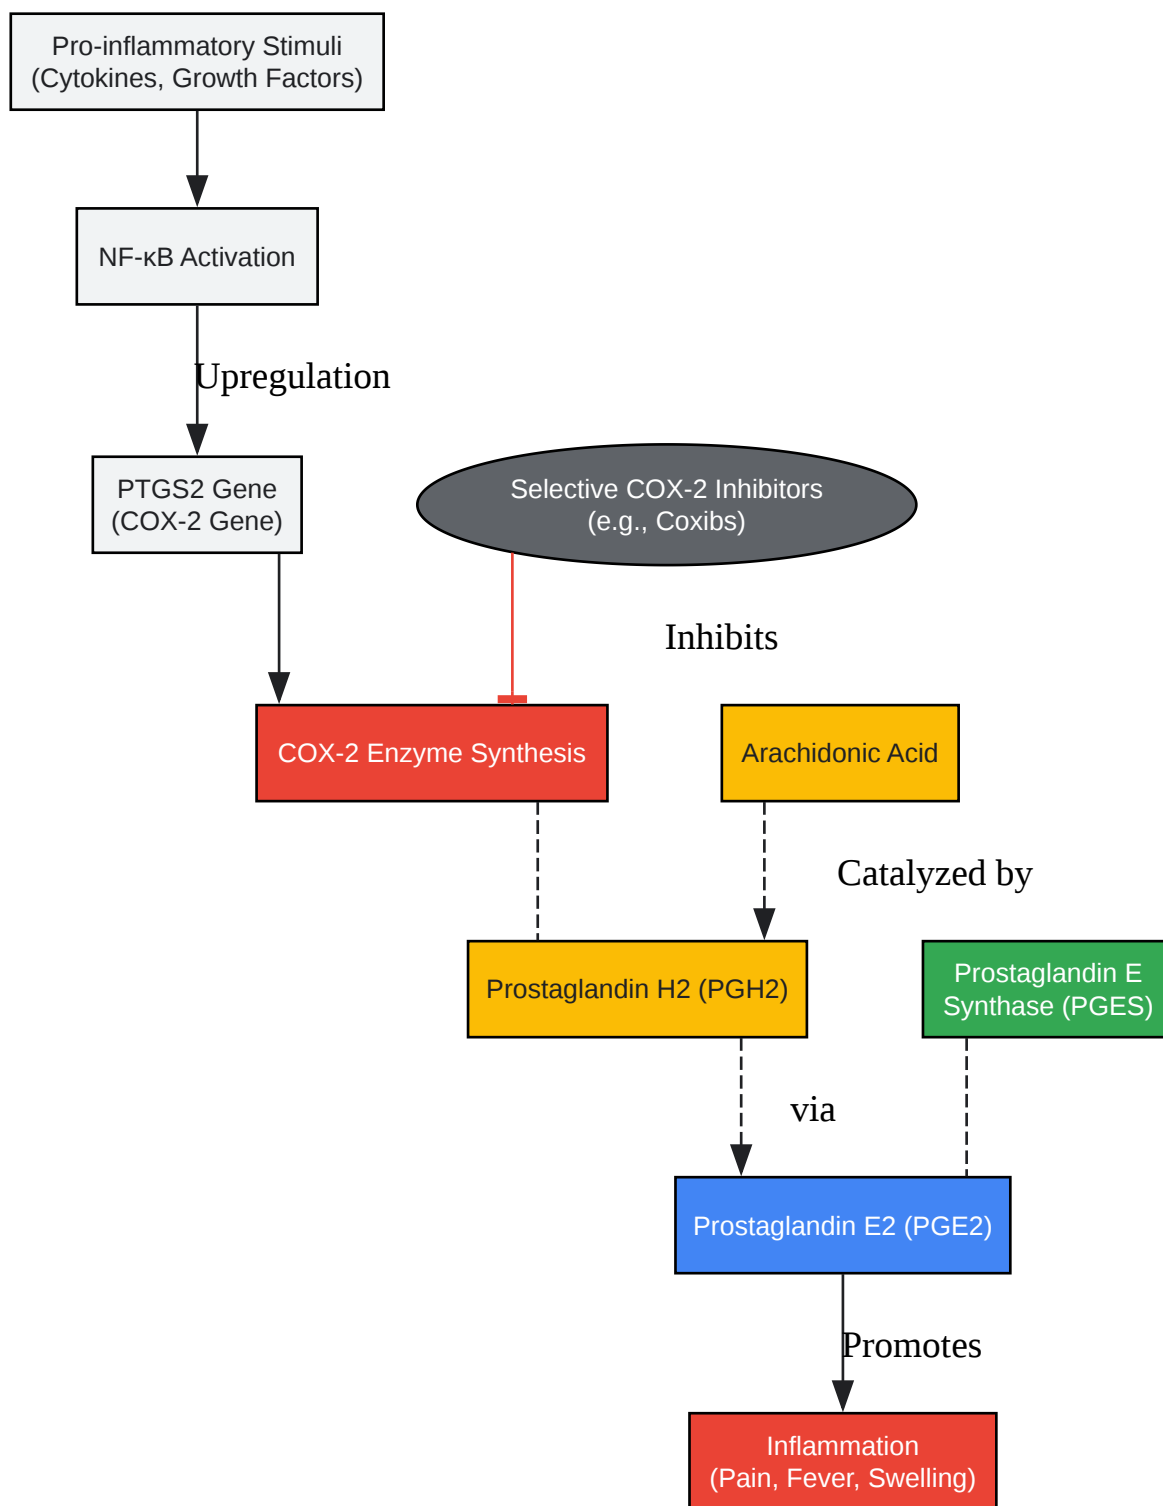 Pro-inflammatory Stimuli
(Cytokines, Growth Factors)
NF-κB Activation
Upregulation
PTGS2 Gene
(COX-2 Gene)
Selective COX-2 Inhibitors
(e.g., Coxibs)
Inhibits
COX-2 Enzyme Synthesis
Arachidonic Acid
Catalyzed by
Prostaglandin H2 (PGH2)
Prostaglandin E
Synthase (PGES)
via
Prostaglandin E2 (PGE2)
Promotes
Inflammation
(Pain, Fever, Swelling)